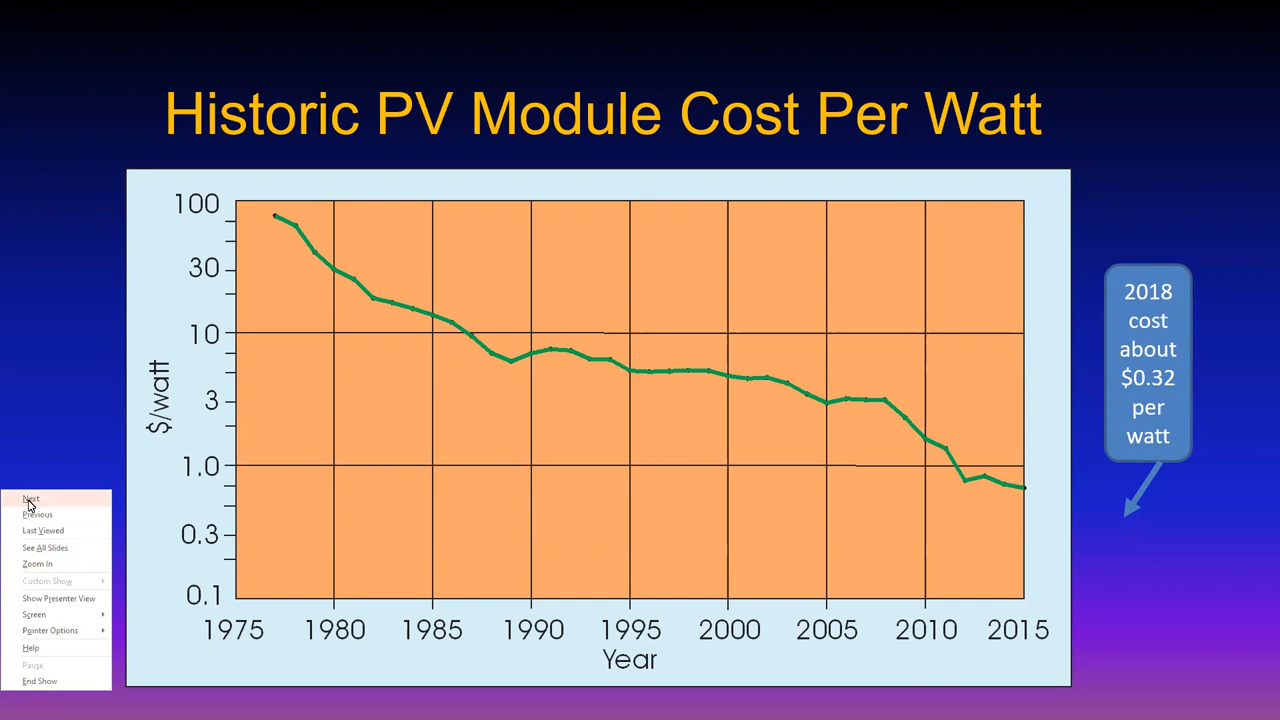 Historic PV Module Cost Per Watt
100
30
10
3
1.0
0.3
0.1
$/watt
1975 1980 1985 1990 1995 2000 2005 2010 2015
Year
2018
cost
about
$0.32
per
watt
Next
Previous
Last Viewed
See All Slides
Zoom In
Custom Show
Show Presenter View
Screen
Pointer Options
Help
Pause
End Show